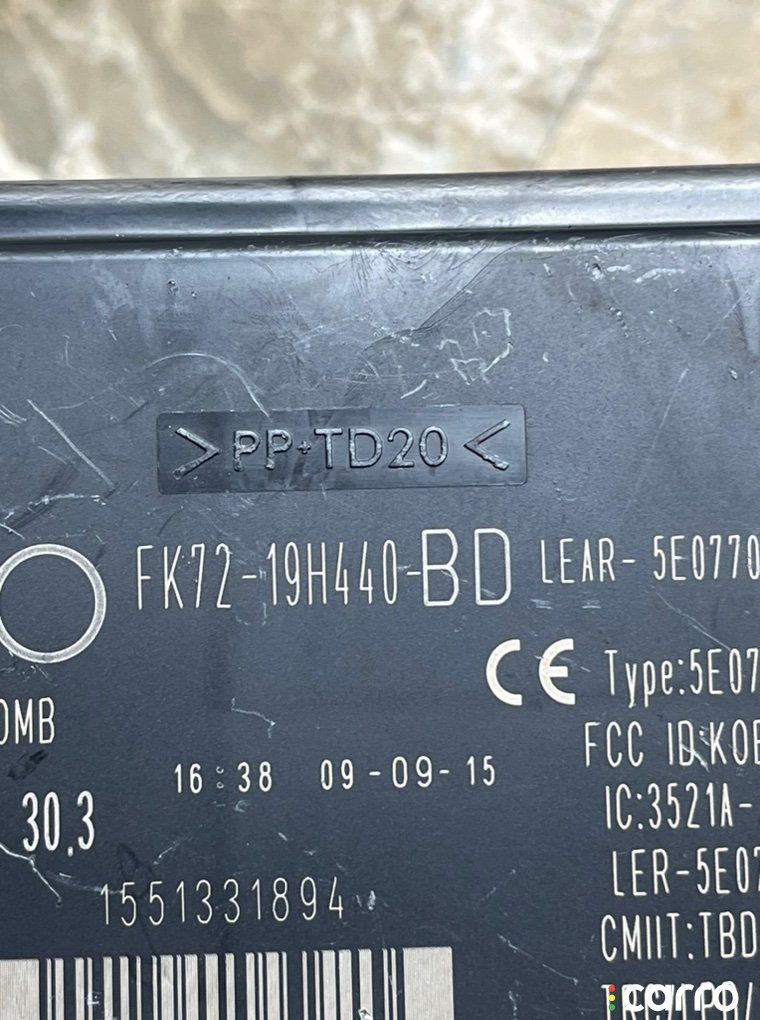 >PP+TD20<
FK72-19H440-BD LEAR- 5E0770
CE Type:5E07
OMB
FCC ID:KOB
16:38 09-09-15
30.3
IC:3521A-
LER-5E07
1551331894
CMIIT:TBD
carro